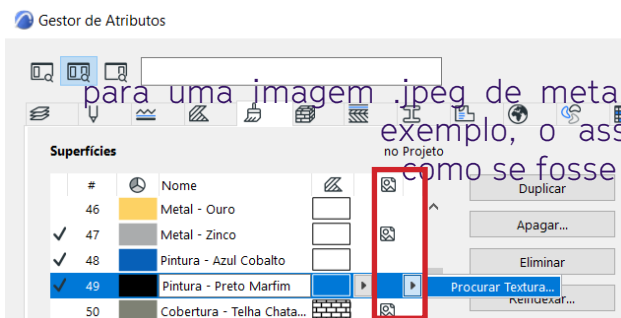 Gestor de Atributos
para uma imagem .jpeg de meta
exemplo, o ass
Superfícies
no Projeto
como se fosse
# Nome
Duplicar
46 Metal - Ouro
47 Metal - Zinco
Apagar...
48 Pintura - Azul Cobalto
Eliminar
49 Pintura - Preto Marfim
Procurar Textura...
Reindexar...
50 Cobertura - Telha Chata...